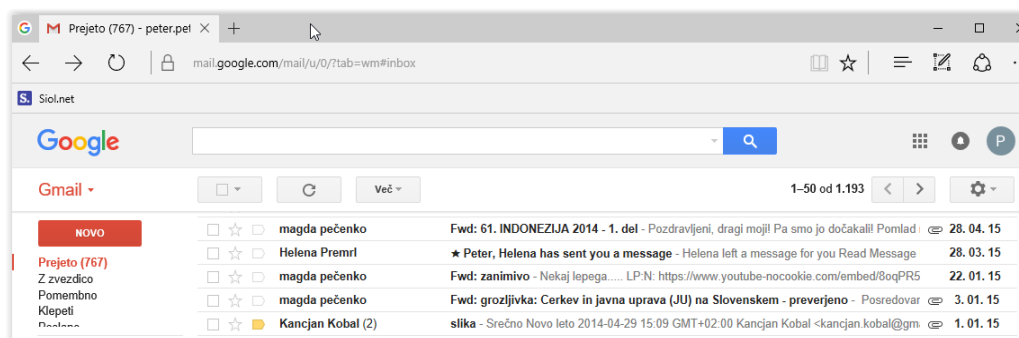 Prejeto (767) - peter.pet
mail.google.com/mail/u/0/?tab=wm#inbox
S. Siol.net
Google
P
Gmail
Več
1–50 od 1.193
NOVO
magda pečenko Fwd: 61. INDONEZIJA 2014 - 1. del - Pozdravljeni, dragi moji! Pa smo jo dočakali! Pomlad 28. 04. 15
Helena Premrl ★ Peter, Helena has sent you a message - Helena left a message for you Read Message 28. 03. 15
Prejeto (767)
magda pečenko Fwd: zanimivo - Nekaj lepega..... LP:N: https://www.youtube-nocookie.com/embed/8oqPR5 22. 01. 15
Z zvezdico
Pomembno
magda pečenko Fwd: grozljivka: Cerkev in javna uprava (JU) na Slovenskem - preverjeno - Posredovar 3. 01. 15
Klepeti
Kancjan Kobal (2) slika - Srečno Novo leto 2014-04-29 15:09 GMT+02:00 Kancjan Kobal <kancjan.kobal@gm 1. 01. 15